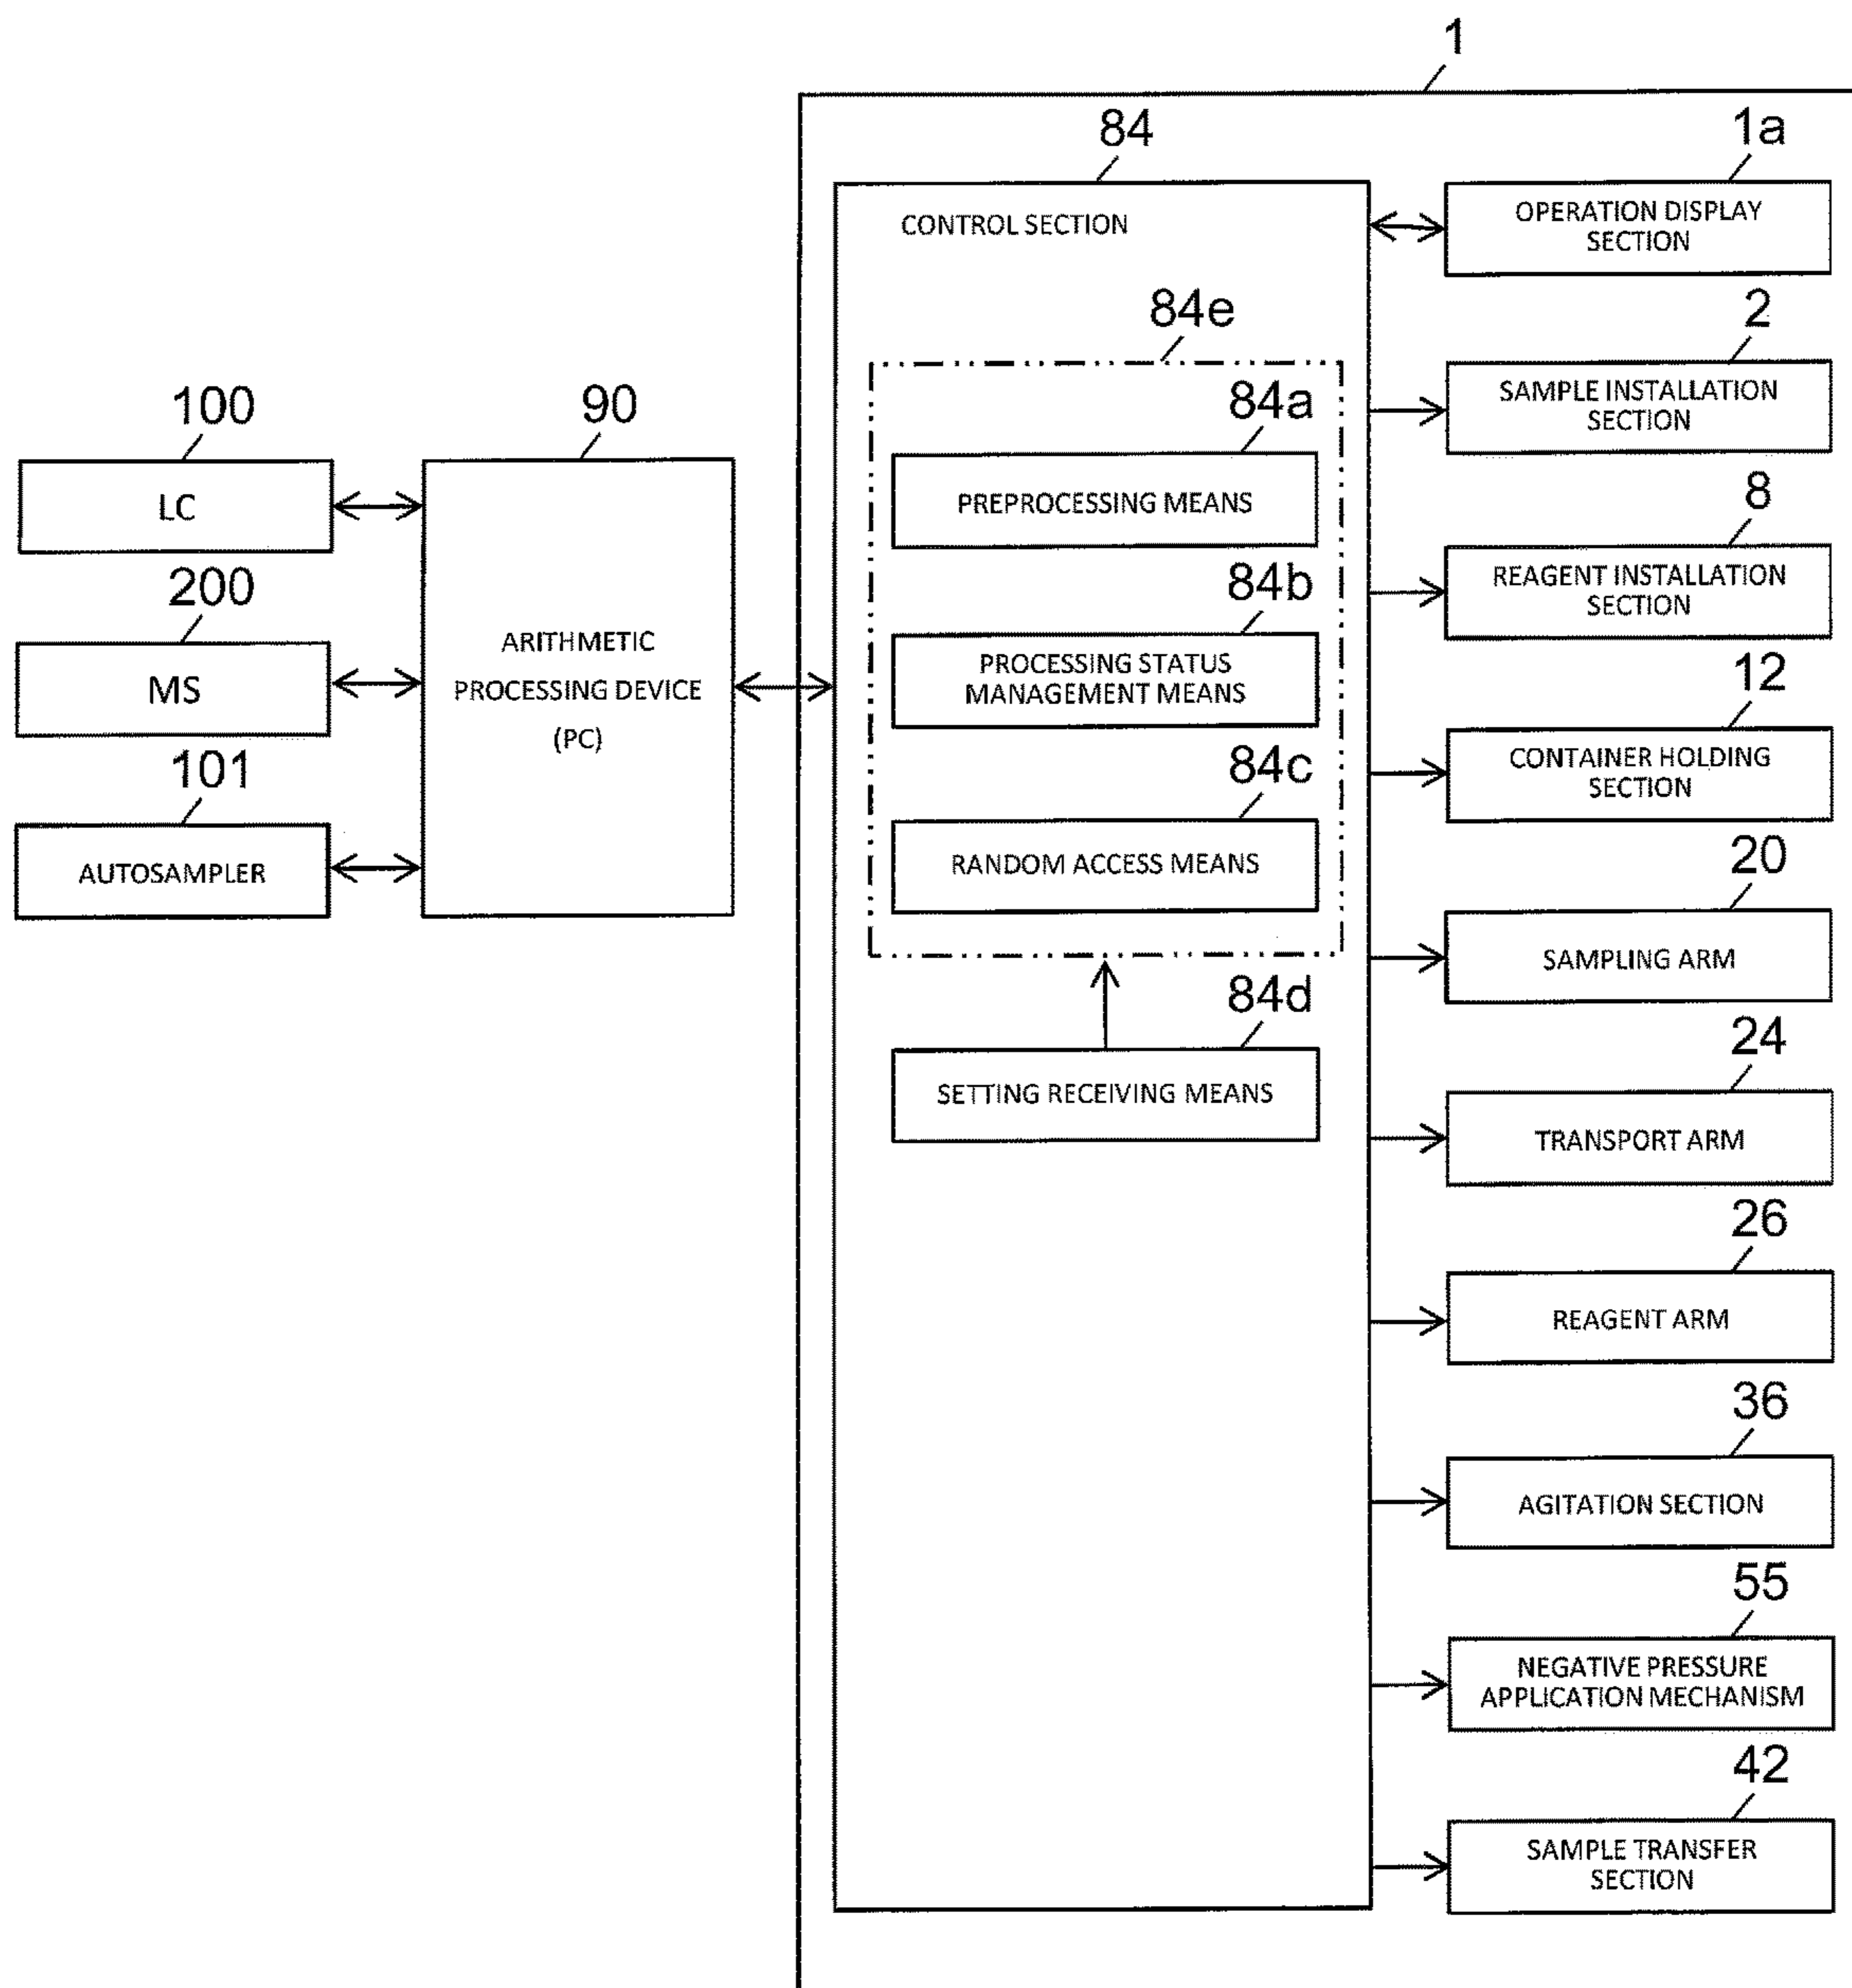 1
84
1a
CONTROL SECTION
OPERATION DISPLAY
SECTION
84e
2
SAMPLE INSTALLATION
SECTION
100
LC
90
84a
PREPROCESSING MEANS
8
REAGENT INSTALLATION
SECTION
200
MS
ARITHMETIC
PROCESSING DEVICE
(PC)
84b
PROCESSING STATUS
MANAGEMENT MEANS
12
CONTAINER HOLDING
SECTION
101
AUTOSAMPLER
84c
RANDOM ACCESS MEANS
20
SAMPLING ARM
84d
SETTING RECEIVING MEANS
24
TRANSPORT ARM
26
REAGENT ARM
36
AGITATION SECTION
55
NEGATIVE PRESSURE
APPLICATION MECHANISM
42
SAMPLE TRANSFER
SECTION